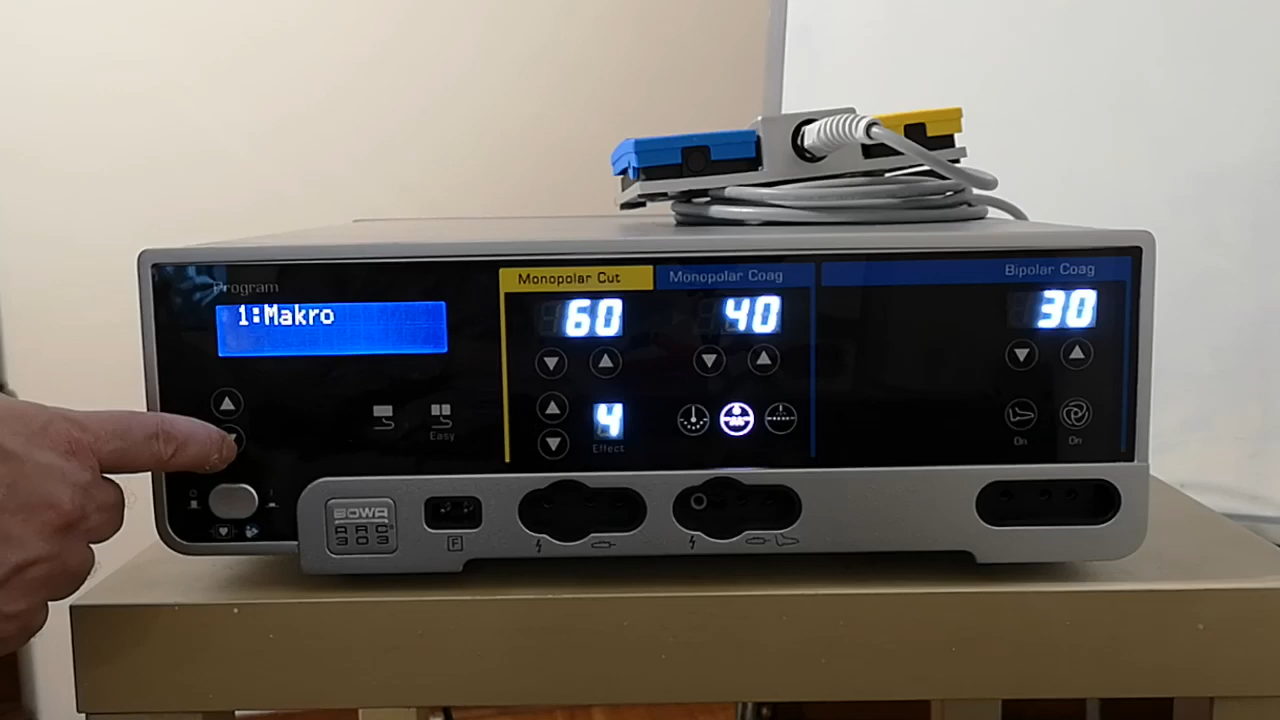 Program
1:Makro
Easy
Monopolar Cut
60
4
Effect
Monopolar Coag
40
Bipolar Coag
30
On
On
BOWA
ARC
303
F